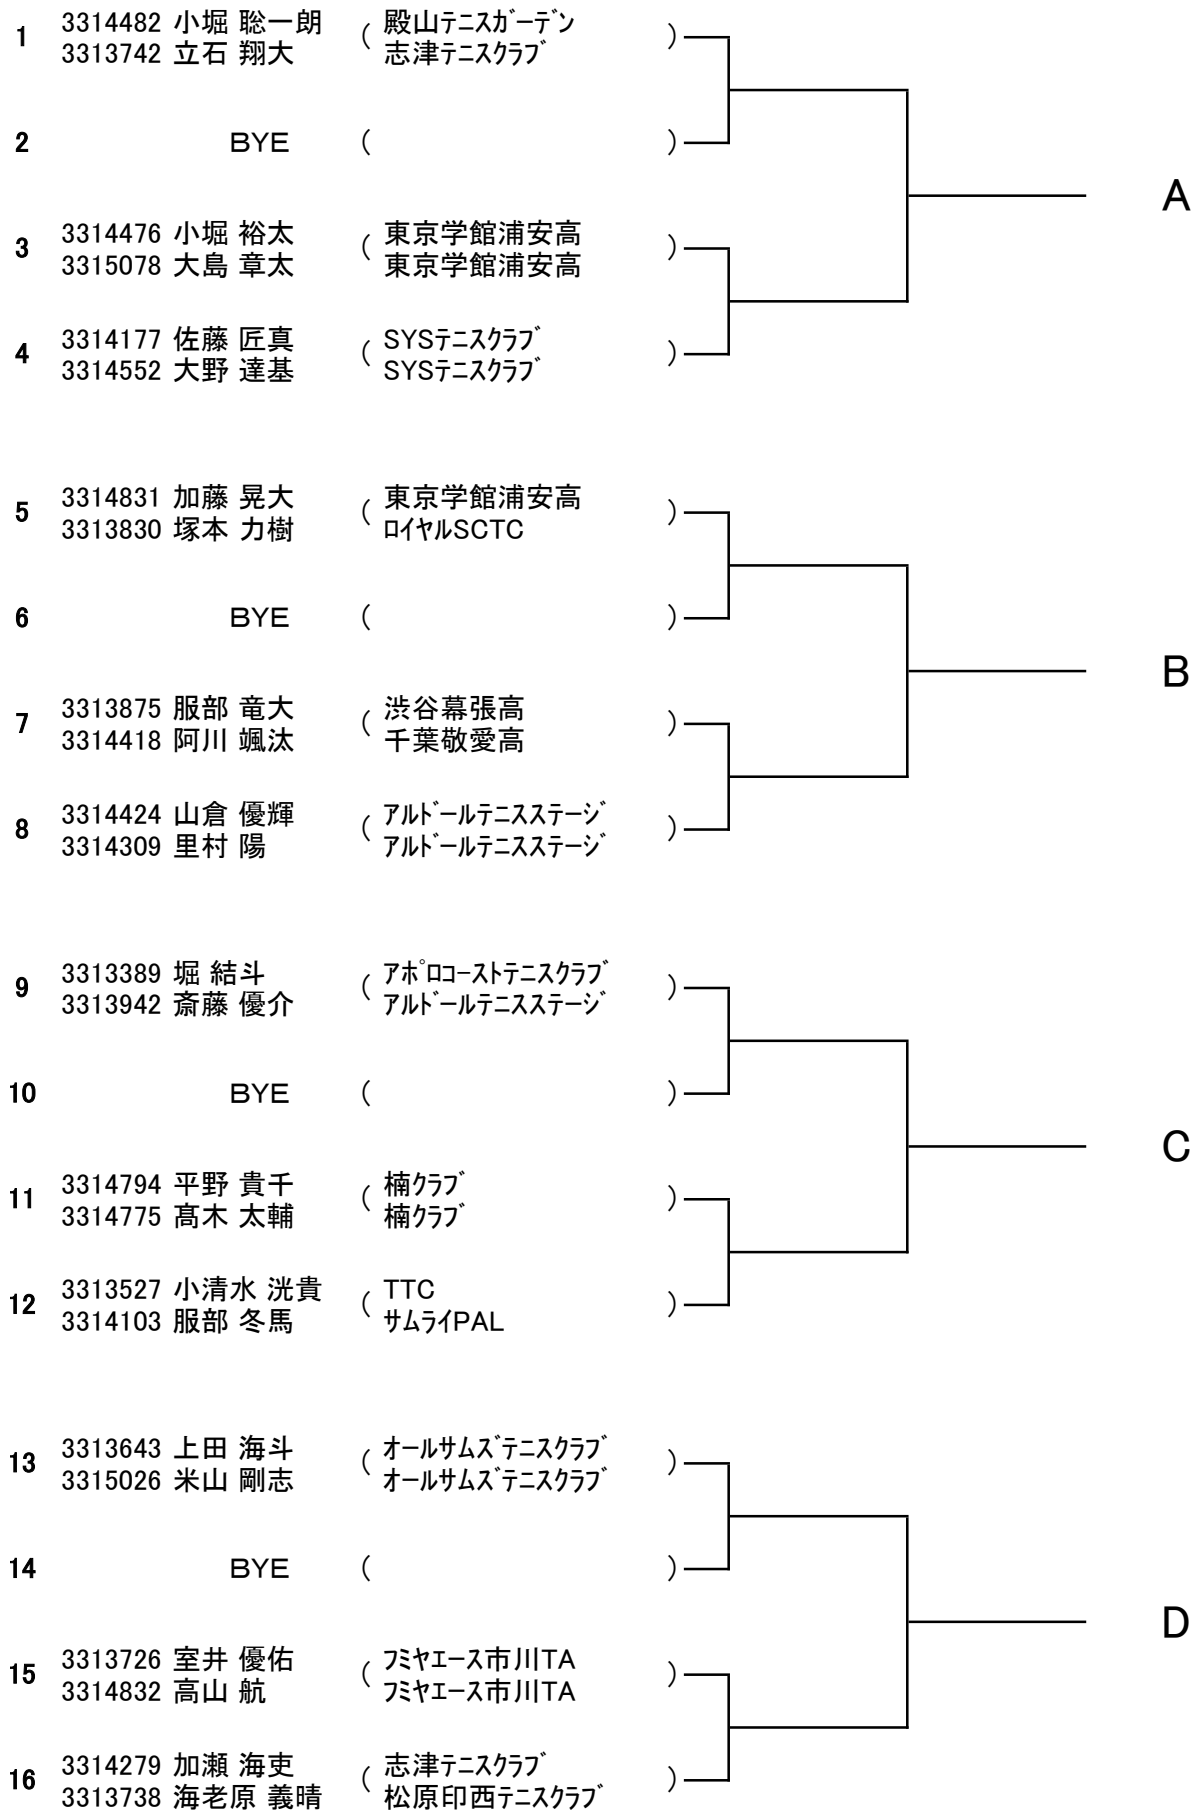 1 3314482 小堀 聡一朗 ( 殿山ﾃﾆｽｶﾞｰﾃﾞﾝ )
3313742 立石 翔大 志津ﾃﾆｽｸﾗﾌﾞ
2 BYE ( )
A
3 3314476 小堀 裕太 ( 東京学館浦安高 )
3315078 大島 章太 東京学館浦安高
4 3314177 佐藤 匠真 ( SYSﾃﾆｽｸﾗﾌﾞ )
3314552 大野 達基 SYSﾃﾆｽｸﾗﾌﾞ
5 3314831 加藤 晃大 ( 東京学館浦安高 )
3313830 塚本 力樹 ﾛｲﾔﾙSCTC
6 BYE ( )
B
7 3313875 服部 竜大 ( 渋谷幕張高 )
3314418 阿川 颯汰 千葉敬愛高
8 3314424 山倉 優輝 ( ｱﾙﾄﾞｰﾙﾃﾆｽｽﾃｰｼﾞ )
3314309 里村 陽 ｱﾙﾄﾞｰﾙﾃﾆｽｽﾃｰｼﾞ
9 3313389 堀 結斗 ( ｱﾎﾟﾛｺｰｽﾄﾃﾆｽｸﾗﾌﾞ )
3313942 斎藤 優介 ｱﾙﾄﾞｰﾙﾃﾆｽｽﾃｰｼﾞ
10 BYE ( )
C
11 3314794 平野 貴千 ( 楠ｸﾗﾌﾞ )
3314775 髙木 太輔 楠ｸﾗﾌﾞ
12 3313527 小清水 洸貴 ( TTC )
3314103 服部 冬馬 ｻﾑﾗｲPAL
13 3313643 上田 海斗 ( ｵｰﾙｻﾑｽﾞﾃﾆｽｸﾗﾌﾞ )
3315026 米山 剛志 ｵｰﾙｻﾑｽﾞﾃﾆｽｸﾗﾌﾞ
14 BYE ( )
D
15 3313726 室井 優佑 ( ﾌﾐﾔｴｰｽ市川TA )
3314832 高山 航 ﾌﾐﾔｴｰｽ市川TA
16 3314279 加瀬 海吏 ( 志津ﾃﾆｽｸﾗﾌﾞ )
3313738 海老原 義晴 松原印西ﾃﾆｽｸﾗﾌﾞ